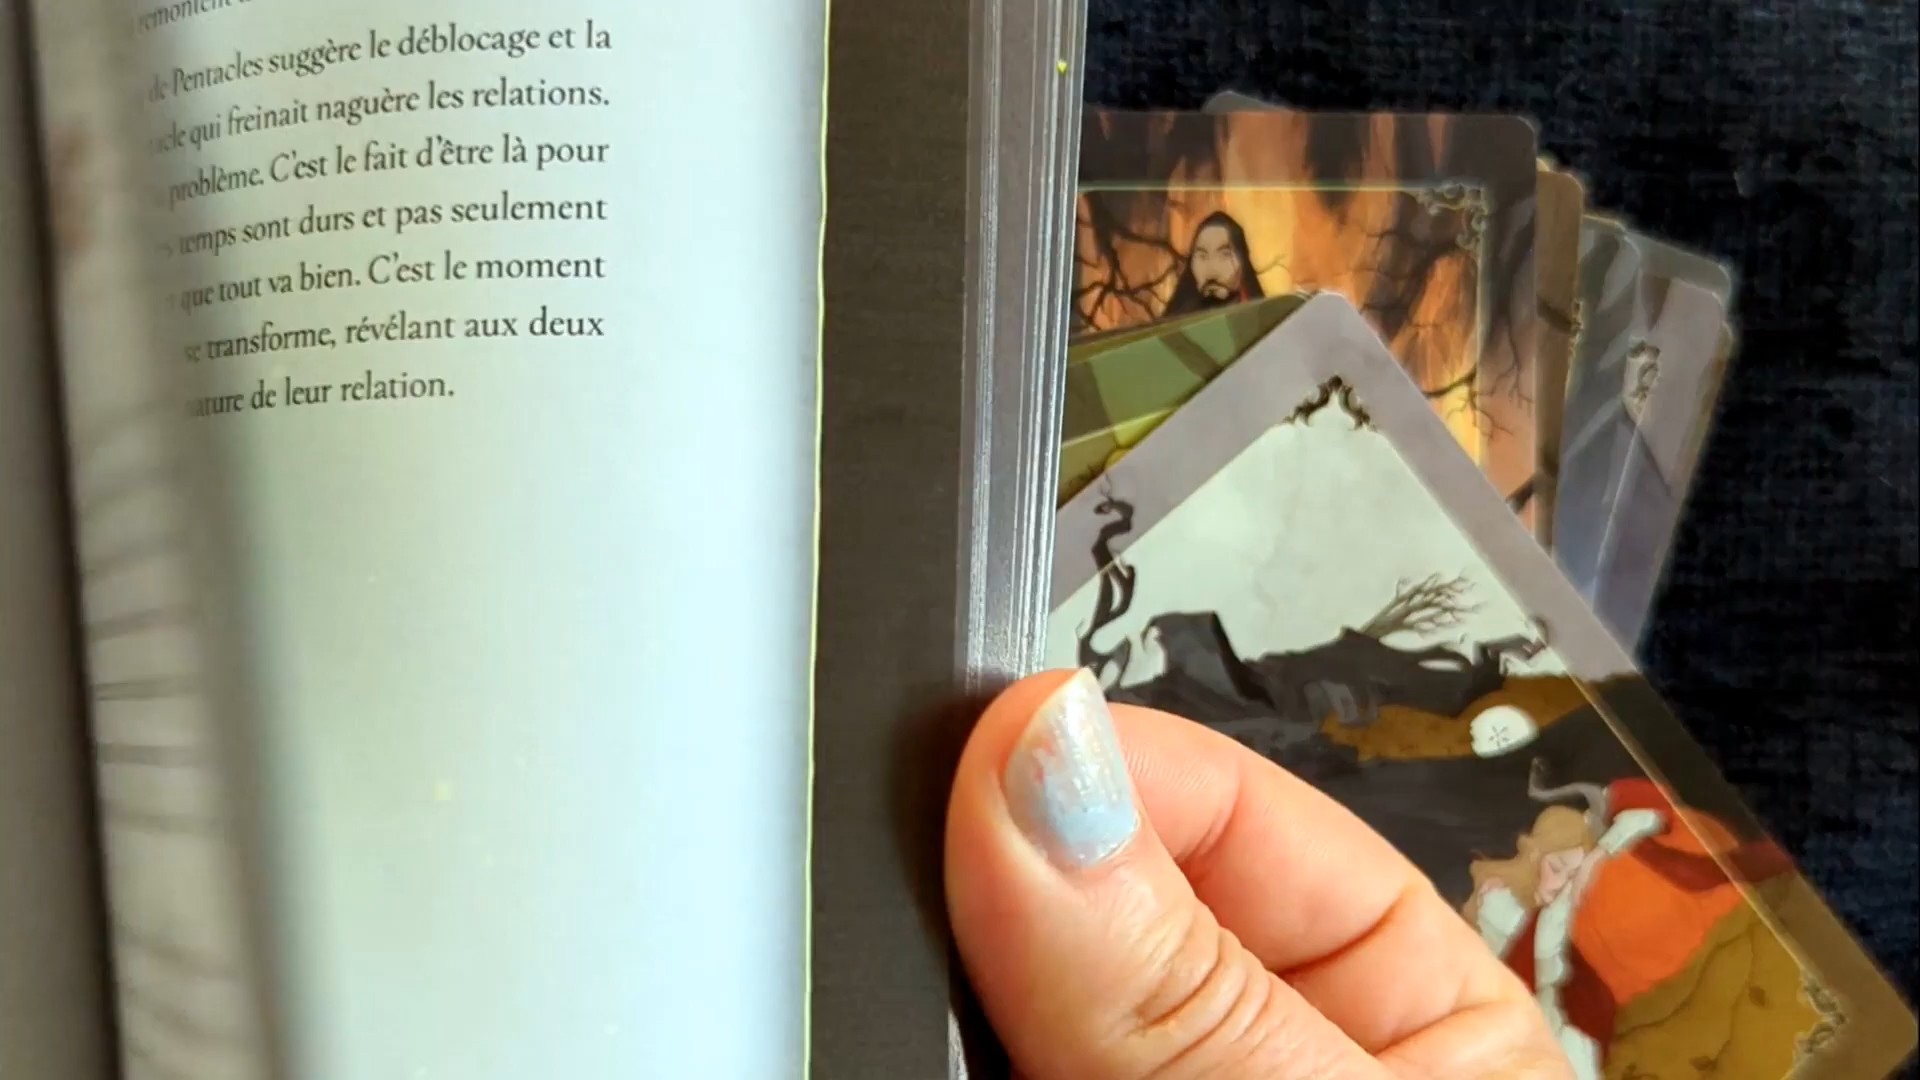 remontent
de Pentacles suggère le déblocage et la
qui freinait naguère les relations.
problème. C'est le fait d'être là pour
temps sont durs et pas seulement
que tout va bien. C'est le moment
se transforme, révélant aux deux
de leur relation.